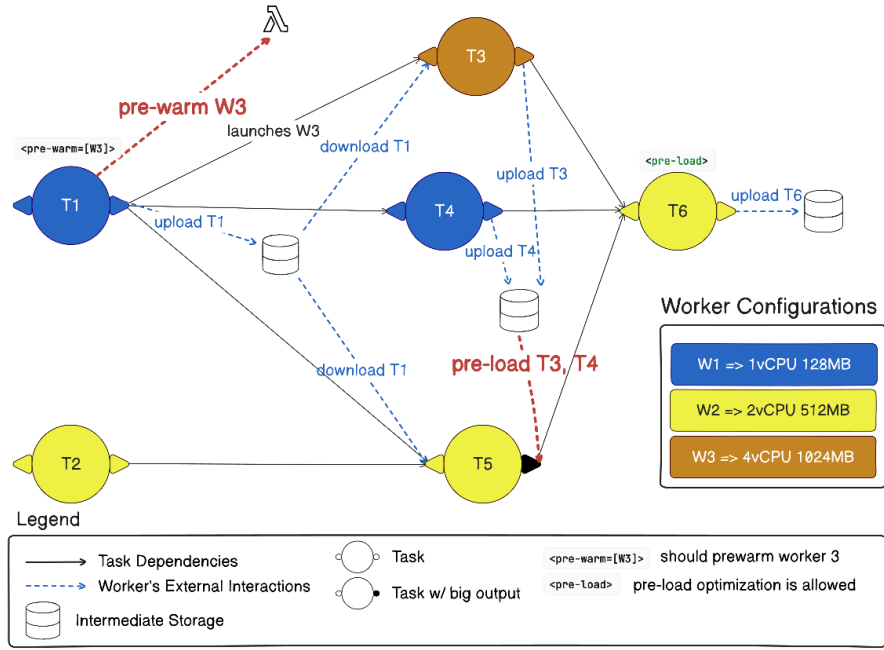 λ
T3
pre-warm W3
launches W3
download T1
<pre-warm=[W3]>
<pre-load>
upload T3
T1
T4
T6
upload T6
upload T1
upload T4
Worker Configurations
pre-load T3, T4
W1 => 1vCPU 128MB
download T1
W2 => 2vCPU 512MB
T2
T5
W3 => 4vCPU 1024MB
Legend
Task Dependencies
Task
<pre-warm=[W3]> should prewarm worker 3
Worker's External Interactions
Task w/ big output
<pre-load> pre-load optimization is allowed
Intermediate Storage